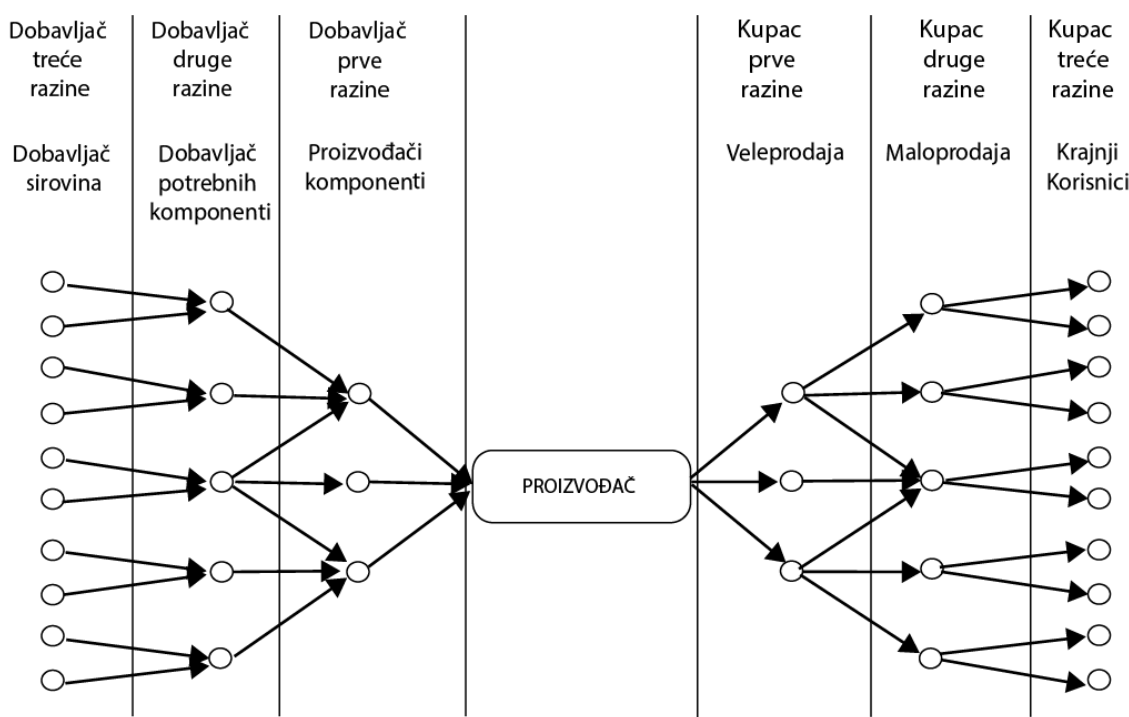 Dobavljač
treće
razine
Dobavljač
sirovina
Dobavljač
druge
razine
Dobavljač
potrebnih
komponenti
Dobavljač
prve
razine
Proizvođači
komponenti
PROIZVOĐAČ
Kupac
prve
razine
Veleprodaja
Kupac
druge
razine
Maloprodaja
Kupac
treće
razine
Krajnji
Korisnici